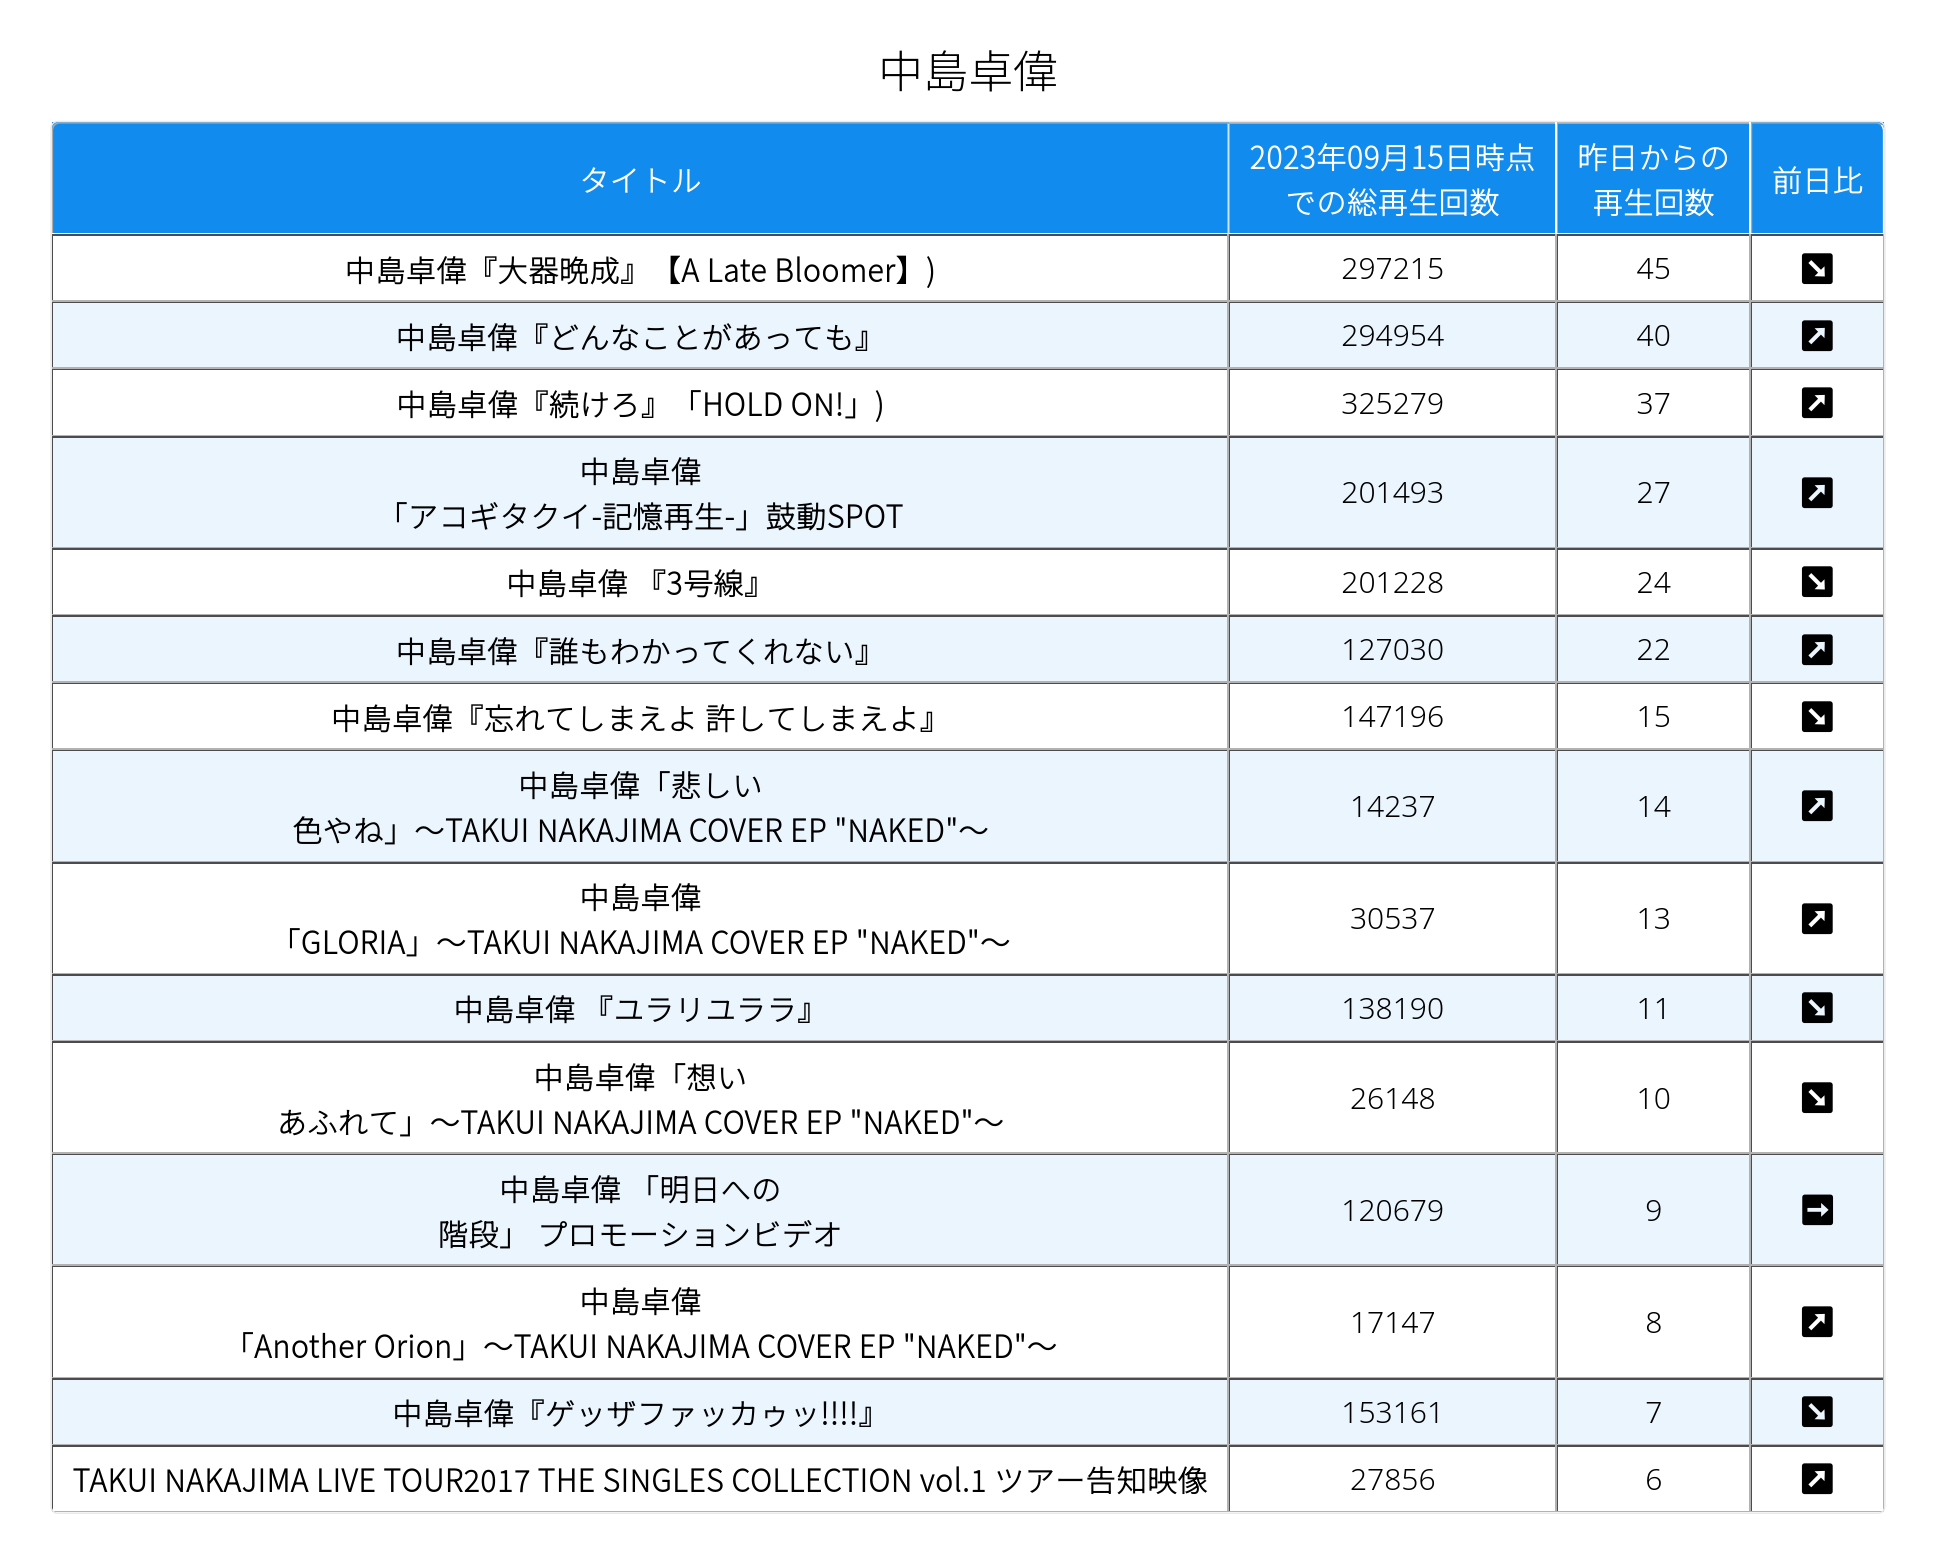 中島卓偉
タイトル
2023年09月15日時点
での総再生回数
昨日からの
再生回数
前日比
中島卓偉『大器晩成』【A Late Bloomer】)
297215
45
中島卓偉『どんなことがあっても』
294954
40
中島卓偉『続けろ』「HOLD ON!」)
325279
37
中島卓偉
「アコギタクイ-記憶再生-」鼓動SPOT
201493
27
中島卓偉 『3号線』
201228
24
中島卓偉『誰もわかってくれない』
127030
22
中島卓偉『忘れてしまえよ 許してしまえよ』
147196
15
中島卓偉「悲しい
色やね」～TAKUI NAKAJIMA COVER EP "NAKED"～
14237
14
中島卓偉
「GLORIA」～TAKUI NAKAJIMA COVER EP "NAKED"～
30537
13
中島卓偉 『ユラリユララ』
138190
11
中島卓偉「想い
あふれて」～TAKUI NAKAJIMA COVER EP "NAKED"～
26148
10
中島卓偉 「明日への
階段」 プロモーションビデオ
120679
9
中島卓偉
「Another Orion」～TAKUI NAKAJIMA COVER EP "NAKED"～
17147
8
中島卓偉『ゲッザファッカゥッ!!!!』
153161
7
TAKUI NAKAJIMA LIVE TOUR2017 THE SINGLES COLLECTION vol.1 ツアー告知映像
27856
6